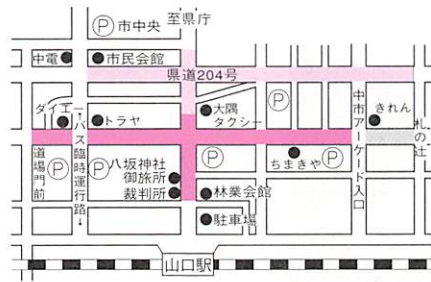 至県庁
Ⓟ市中央
中電
市民会館
県道204号
ダイエー
トラヤ
大隅
タクシー
Ⓟ
中市アーケード入口
きれん
札の辻
道場門前
Ⓟ
バス臨時運行路
Ⓟ
八坂神社
御旅所
裁判所
Ⓟ
ちまきや
Ⓟ
林業会館
駐車場
山口駅